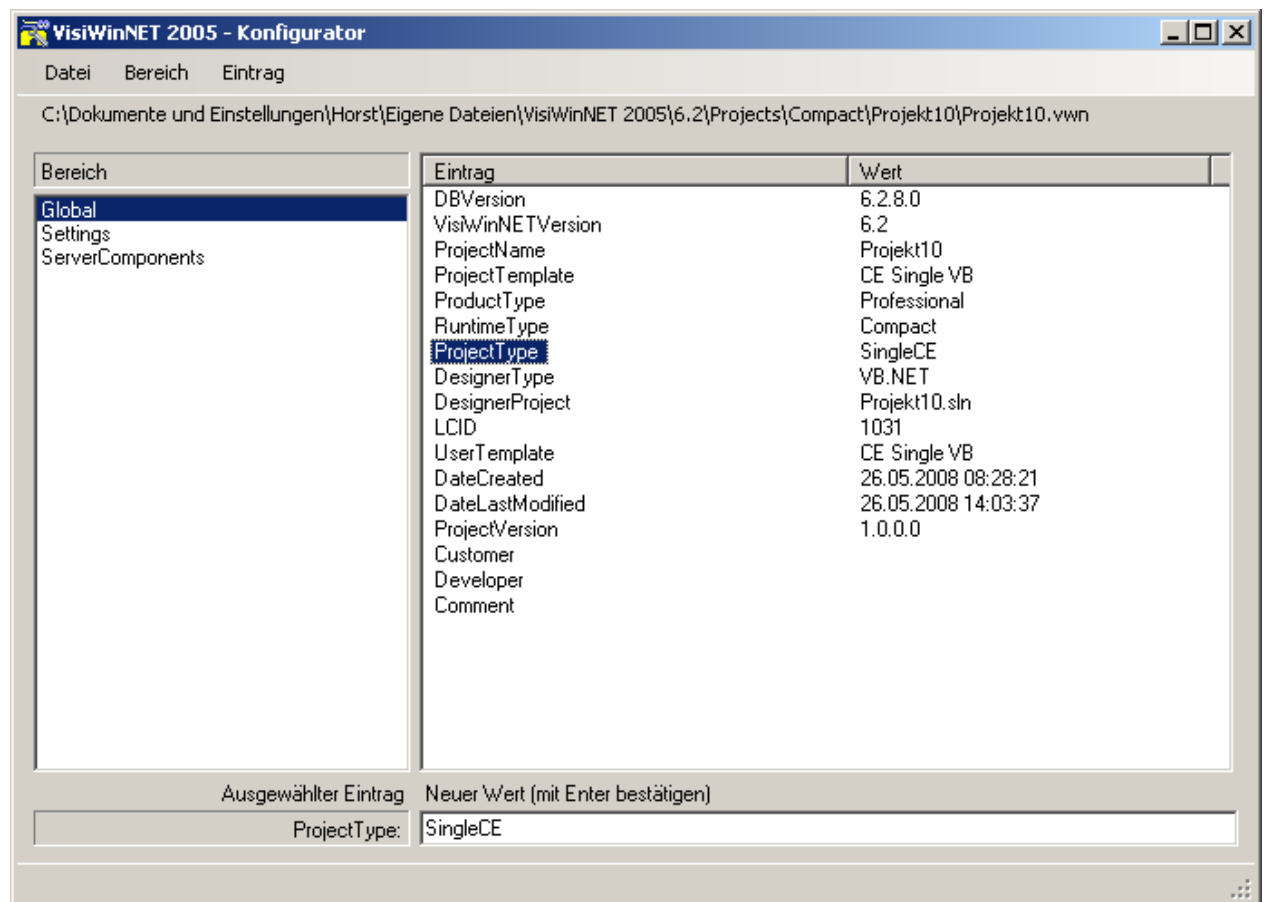 VisiWinNET 2005 - Konfigurator
Datei Bereich Eintrag
C:\Dokumente und Einstellungen\Horst\Eigene Dateien\VisiWinNET 2005\6.2\Projects\Compact\Projekt10\Projekt10.vwn
Bereich
Global
Settings
ServerComponents
Eintrag Wert
DBVersion 6.2.8.0
VisiWinNETVersion 6.2
ProjectName Projekt10
ProjectTemplate CE Single VB
ProductType Professional
RuntimeType Compact
ProjectType SingleCE
DesignerType VB.NET
DesignerProject Projekt10.sln
LCID 1031
UserTemplate CE Single VB
DateCreated 26.05.2008 08:28:21
DateLastModified 26.05.2008 14:03:37
ProjectVersion 1.0.0.0
Customer
Developer
Comment
Ausgewählter Eintrag Neuer Wert (mit Enter bestätigen)
ProjectType: SingleCE